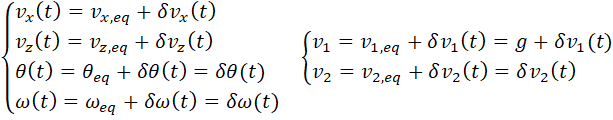 v_x(t) = v_{x,eq} + δv_x(t)
v_z(t) = v_{z,eq} + δv_z(t)
θ(t) = θ_{eq} + δθ(t) = δθ(t)
ω(t) = ω_{eq} + δω(t) = δω(t)
v_1 = v_{1,eq} + δv_1(t) = g + δv_1(t)
v_2 = v_{2,eq} + δv_2(t) = δv_2(t)